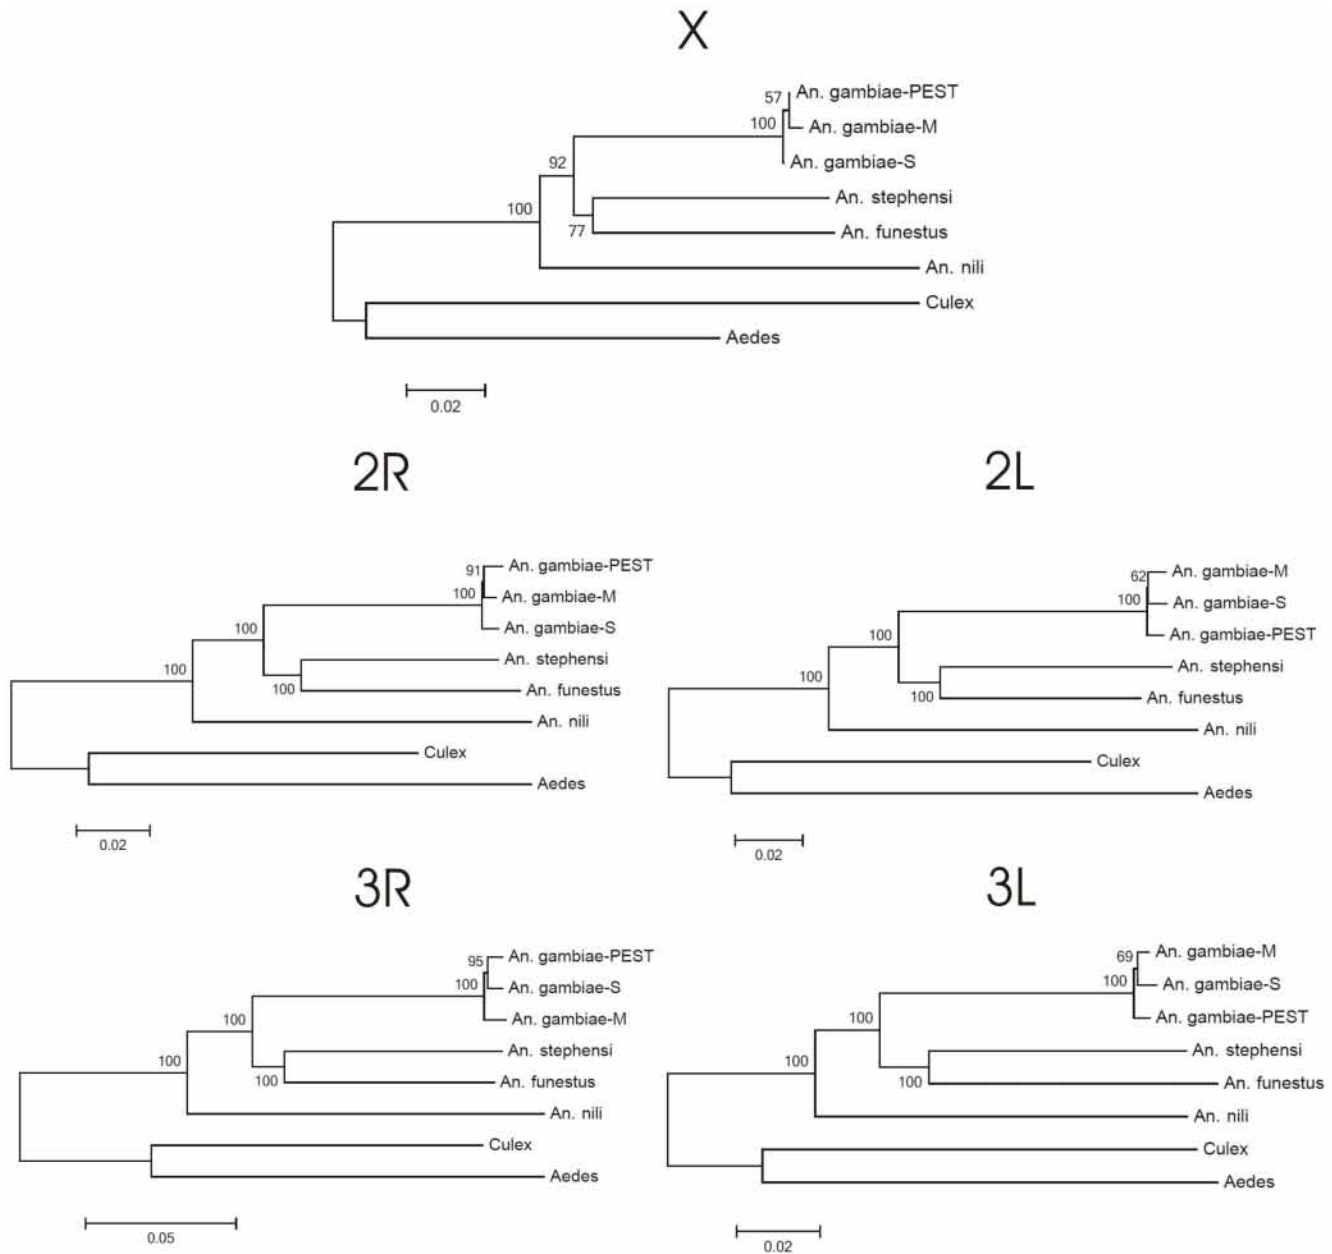 X
57
An. gambiae-PEST
100
An. gambiae-M
An. gambiae-S
92
An. stephensi
100
77
An. funestus
An. nili
Culex
Aedes
0.02
2R
91
An. gambiae-PEST
100
An. gambiae-M
An. gambiae-S
100
An. stephensi
100
100
An. funestus
An. nili
Culex
Aedes
0.02
2L
62
An. gambiae-M
100
An. gambiae-S
An. gambiae-PEST
100
An. stephensi
100
100
An. funestus
An. nili
Culex
Aedes
0.02
3R
95
An. gambiae-PEST
100
An. gambiae-S
An. gambiae-M
100
An. stephensi
100
100
An. funestus
An. nili
Culex
Aedes
0.05
3L
69
An. gambiae-M
100
An. gambiae-S
An. gambiae-PEST
100
An. stephensi
100
100
An. funestus
An. nili
Culex
Aedes
0.02